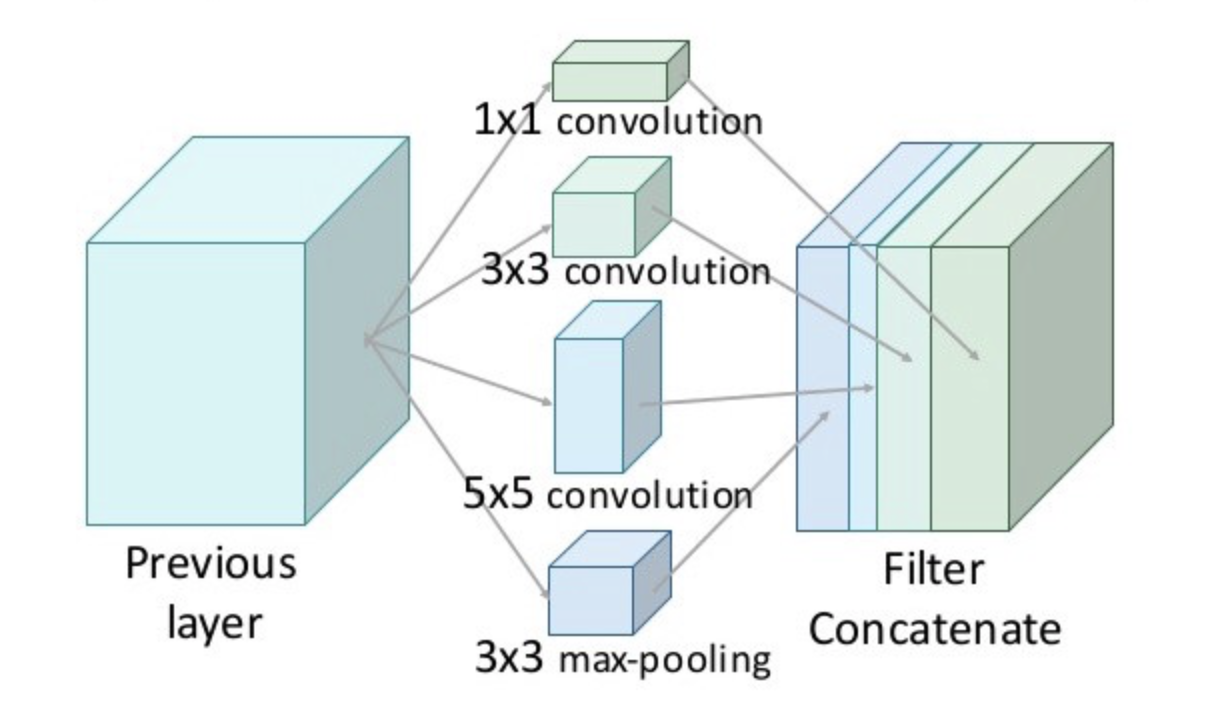 1x1 convolution
3x3 convolution
5x5 convolution
3x3 max-pooling
Previous
layer
Filter
Concatenate